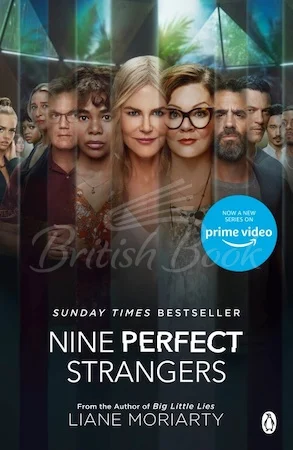 NOW A NEW
SERIES ON
prime video
British Book
SUNDAY TIMES BESTSELLER
NINE PERFECT
STRANGERS
From the Author of Big Little Lies
LIANE MORIARTY